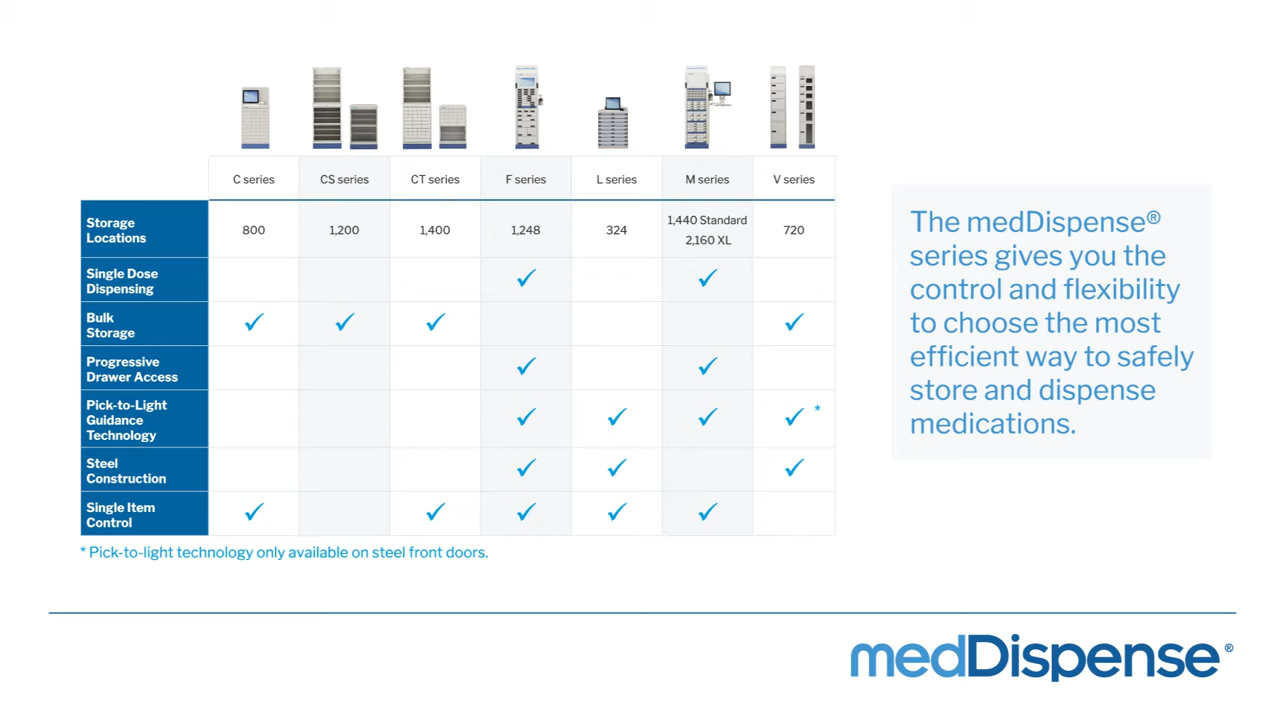 C series CS series CT series F series L series M series V series
Storage
Locations
800 1,200 1,400 1,248 324 1,440 Standard 720
2,160 XL
Single Dose
Dispensing
✓ ✓
Bulk
Storage
✓ ✓ ✓ ✓
Progressive
Drawer Access
✓ ✓
Pick-to-Light
Guidance
Technology
✓ ✓ ✓ ✓ *
Steel
Construction
✓ ✓ ✓
Single Item
Control
✓ ✓ ✓ ✓ ✓
* Pick-to-light technology only available on steel front doors.
The medDispense®
series gives you the
control and flexibility
to choose the most
efficient way to safely
store and dispense
medications.
medDispense®